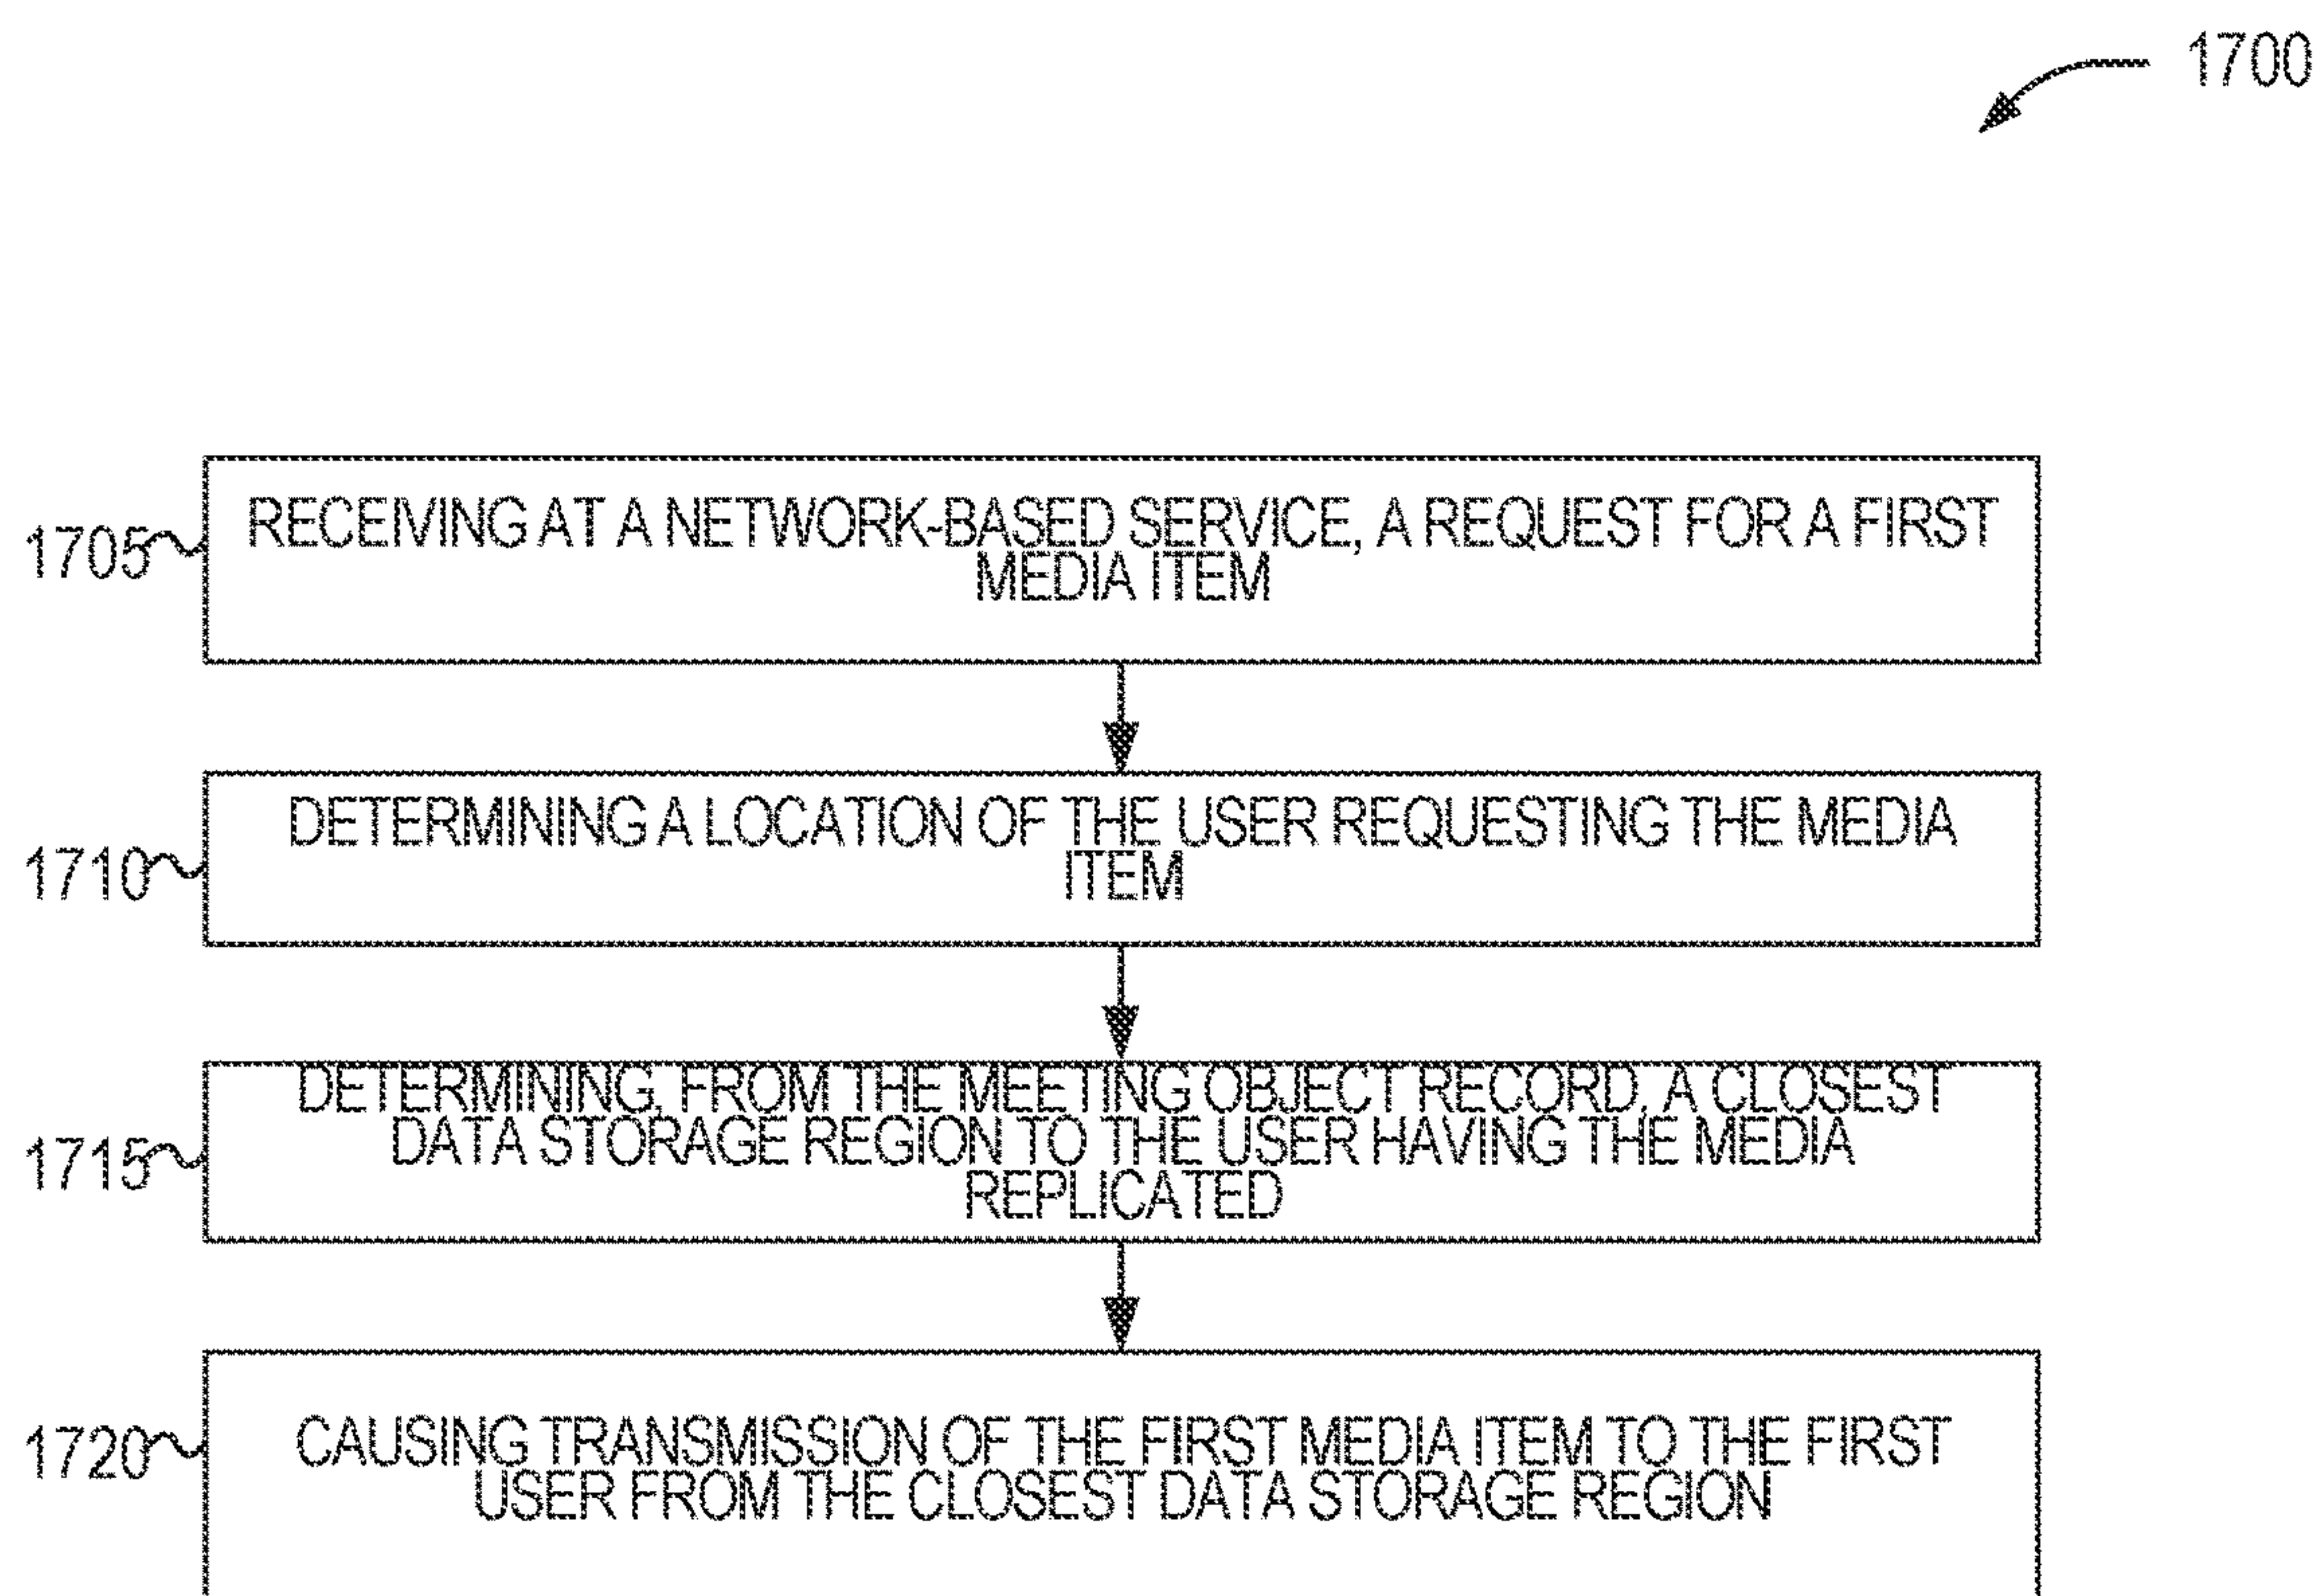 1700
1705
RECEIVING AT A NETWORK-BASED SERVICE, A REQUEST FOR A FIRST
MEDIA ITEM
1710
DETERMINING A LOCATION OF THE USER REQUESTING THE MEDIA
ITEM
1715
DETERMINING, FROM THE MEETING OBJECT RECORD, A CLOSEST
DATA STORAGE REGION TO THE USER HAVING THE MEDIA
REPLICATED
1720
CAUSING TRANSMISSION OF THE FIRST MEDIA ITEM TO THE FIRST
USER FROM THE CLOSEST DATA STORAGE REGION